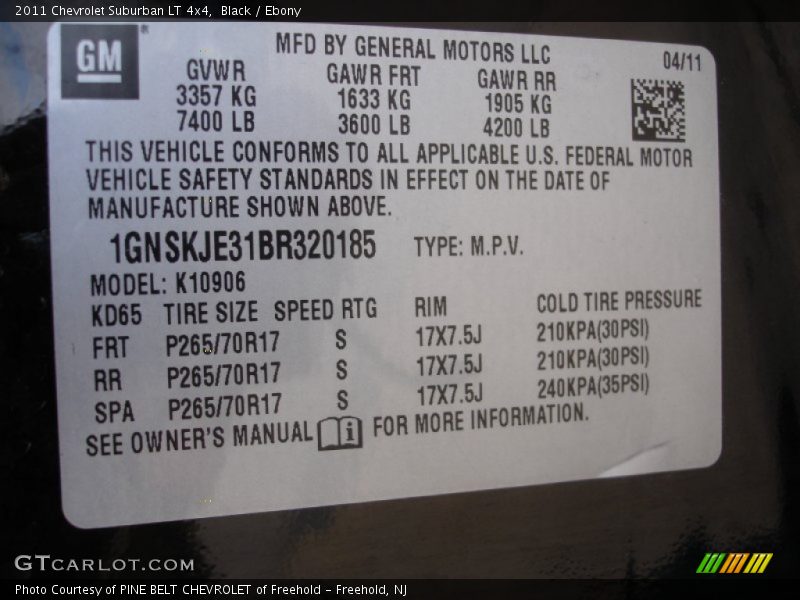 2011 Chevrolet Suburban LT 4x4, Black / Ebony
GM
MFD BY GENERAL MOTORS LLC
04/11
GVWR GAWR FRT GAWR RR
3357 KG 1633 KG 1905 KG
7400 LB 3600 LB 4200 LB
THIS VEHICLE CONFORMS TO ALL APPLICABLE U.S. FEDERAL MOTOR
VEHICLE SAFETY STANDARDS IN EFFECT ON THE DATE OF
MANUFACTURE SHOWN ABOVE.
1GNSKJE31BR320185 TYPE: M.P.V.
MODEL: K10906
KD65 TIRE SIZE SPEED RTG RIM COLD TIRE PRESSURE
FRT P265/70R17 S 17X7.5J 210KPA(30PSI)
RR P265/70R17 S 17X7.5J 210KPA(30PSI)
SPA P265/70R17 S 17X7.5J 240KPA(35PSI)
SEE OWNER'S MANUAL i FOR MORE INFORMATION.
GTCARLOT.COM
Photo Courtesy of PINE BELT CHEVROLET of Freehold - Freehold, NJ